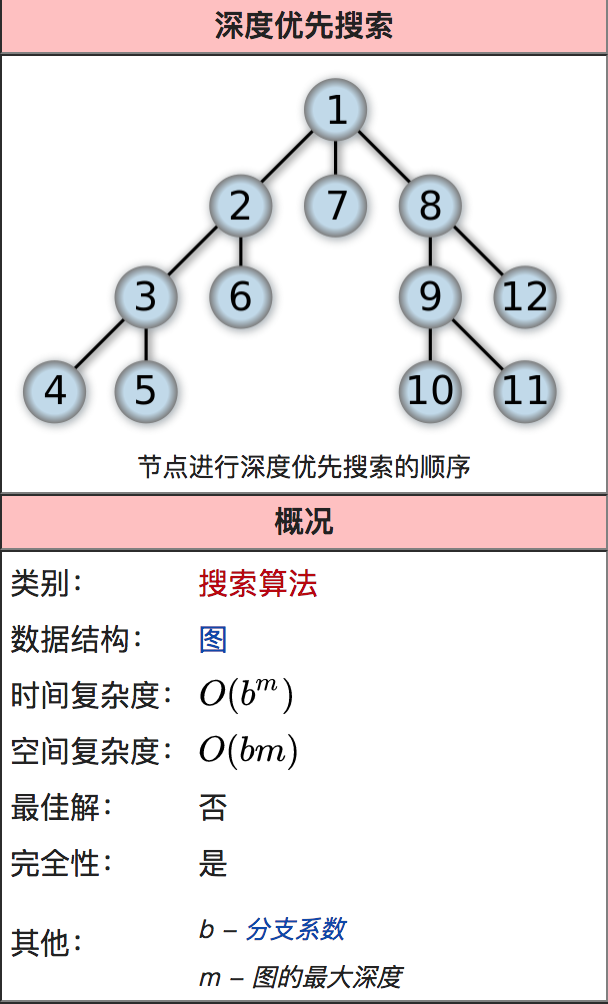 深度优先搜索
1
2 7 8
3 6 9 12
4 5 10 11
节点进行深度优先搜索的顺序
概况
类别： 搜索算法
数据结构： 图
时间复杂度： O(b^m)
空间复杂度： O(bm)
最佳解： 否
完全性： 是
其他： b – 分支系数
m – 图的最大深度